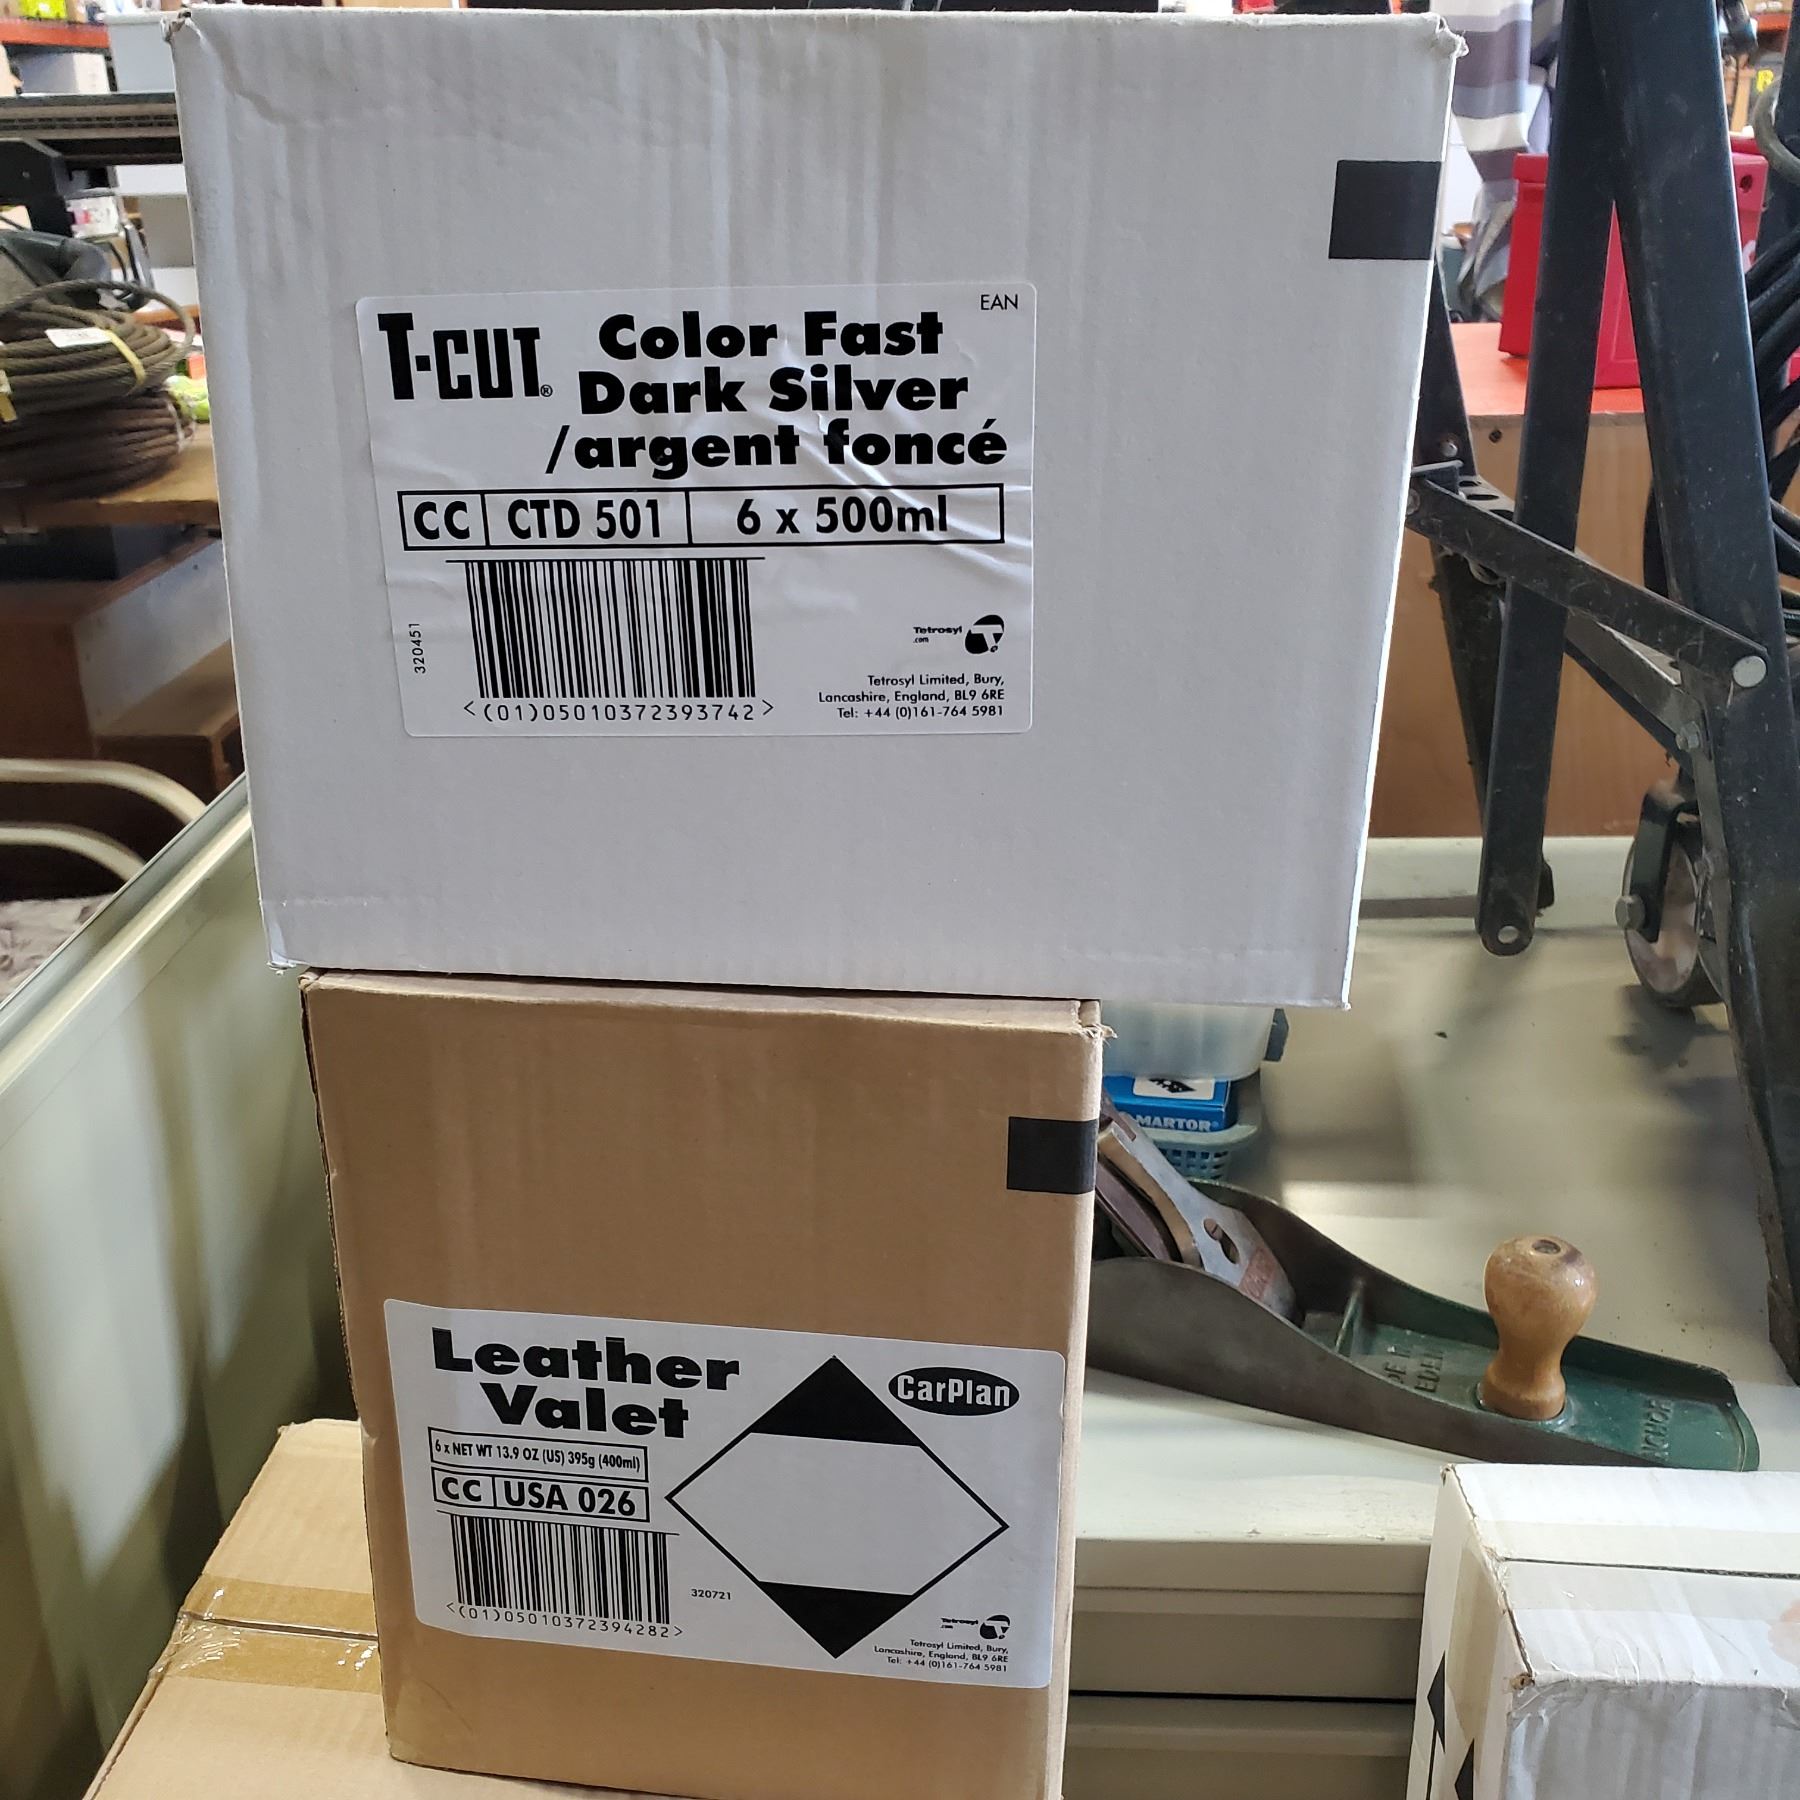 EAN
T-CUT® Color Fast
Dark Silver
/argent foncé
CC CTD 501 6 x 500ml
320451
<(01)05010372393742>
Tetrosyl
.com
Tetrosyl Limited, Bury,
Lancashire, England, BL9 6RE
Tel: +44 (0)161-764 5981
MARTOR®
Leather
Valet
CarPlan
6 x NET WT 13.9 OZ (US) 395g (400ml)
CC USA 026
320721
<(01)05010372394282>
Tetrosyl
.com
Tetrosyl Limited, Bury,
Lancashire, England, BL9 6RE
Tel: +44 (0)161-764 5981